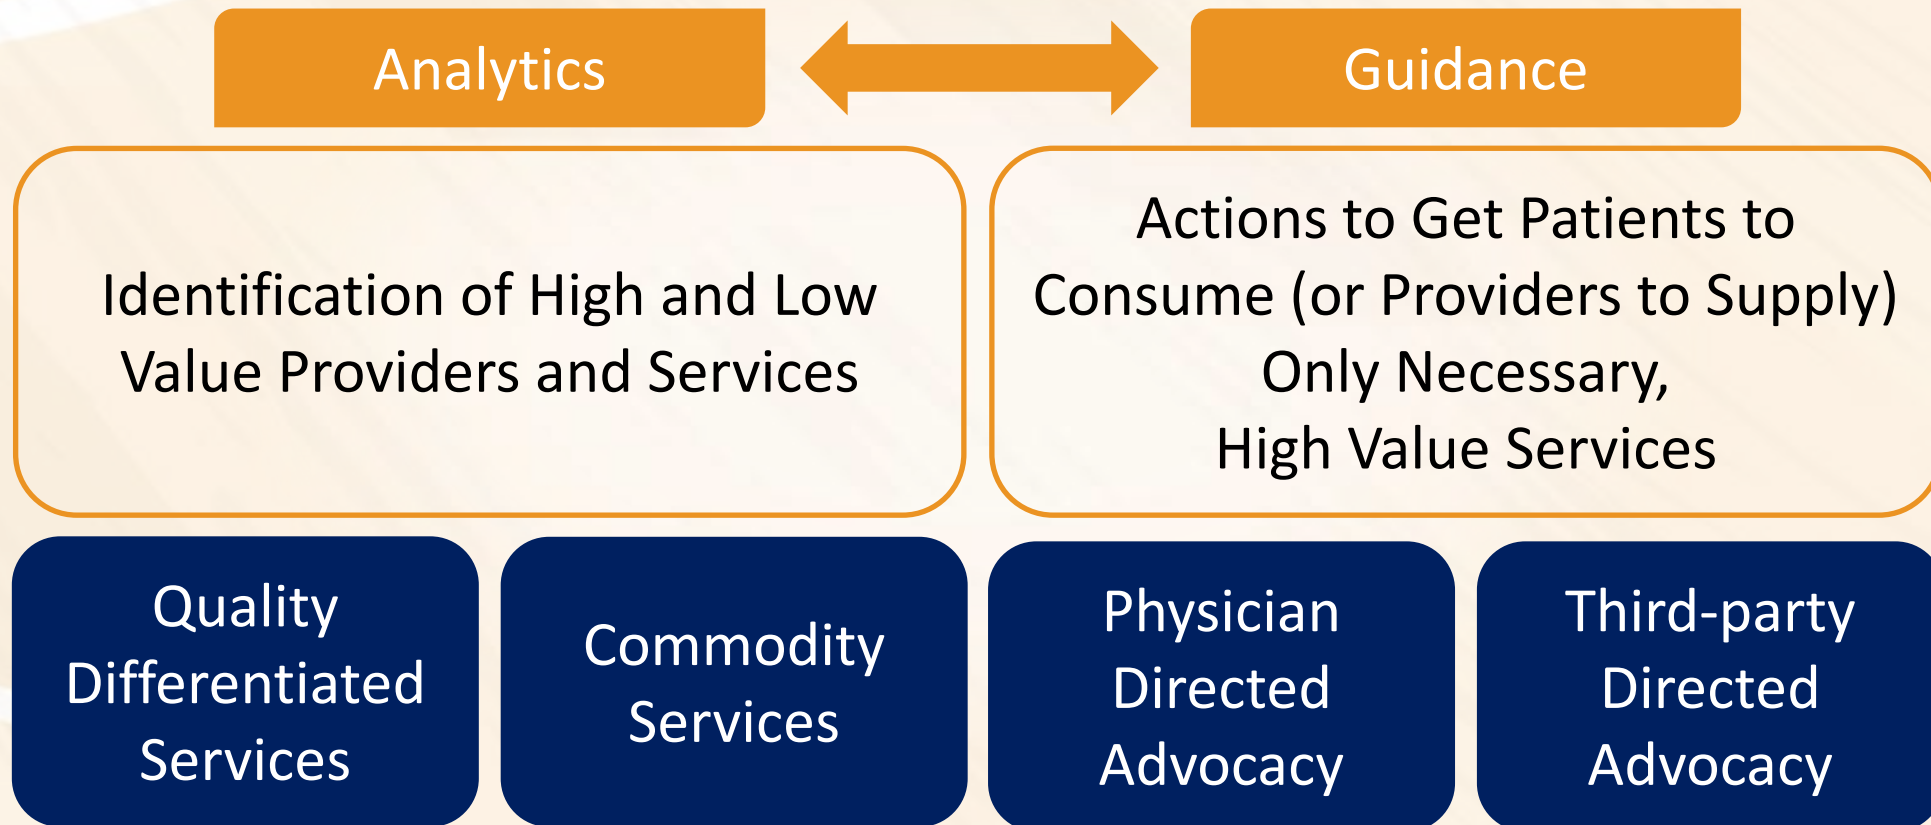 Analytics
Guidance
Identification of High and Low
Value Providers and Services
Actions to Get Patients to
Consume (or Providers to Supply)
Only Necessary,
High Value Services
Quality
Differentiated
Services
Commodity
Services
Physician
Directed
Advocacy
Third-party
Directed
Advocacy